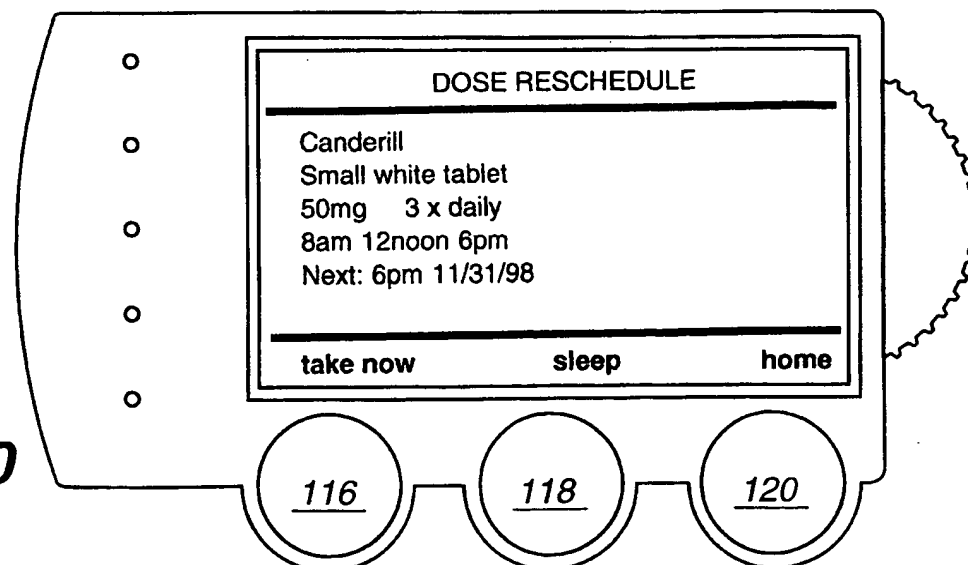 DOSE RESCHEDULE
Canderill
Small white tablet
50mg 3 x daily
8am 12noon 6pm
Next: 6pm 11/31/98
take now sleep home
0
116 118 120